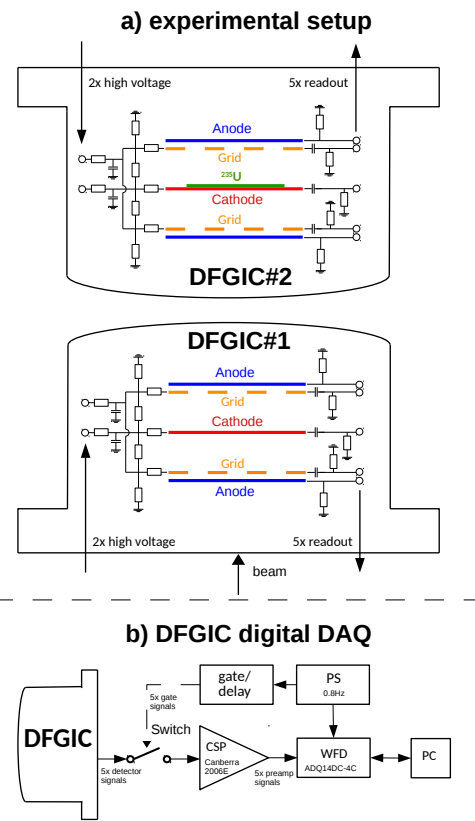 a) experimental setup
2x high voltage
5x readout
Anode
Grid
²³⁵U
Cathode
Grid
DFGIC#2
DFGIC#1
Anode
Grid
Cathode
Grid
Anode
2x high voltage
5x readout
beam
b) DFGIC digital DAQ
gate/
delay
PS
0.8Hz
5x gate
signals
Switch
DFGIC
CSP
Canberra
2006E
WFD
ADQ14DC-4C
PC
5x detector
signals
5x preamp
signals